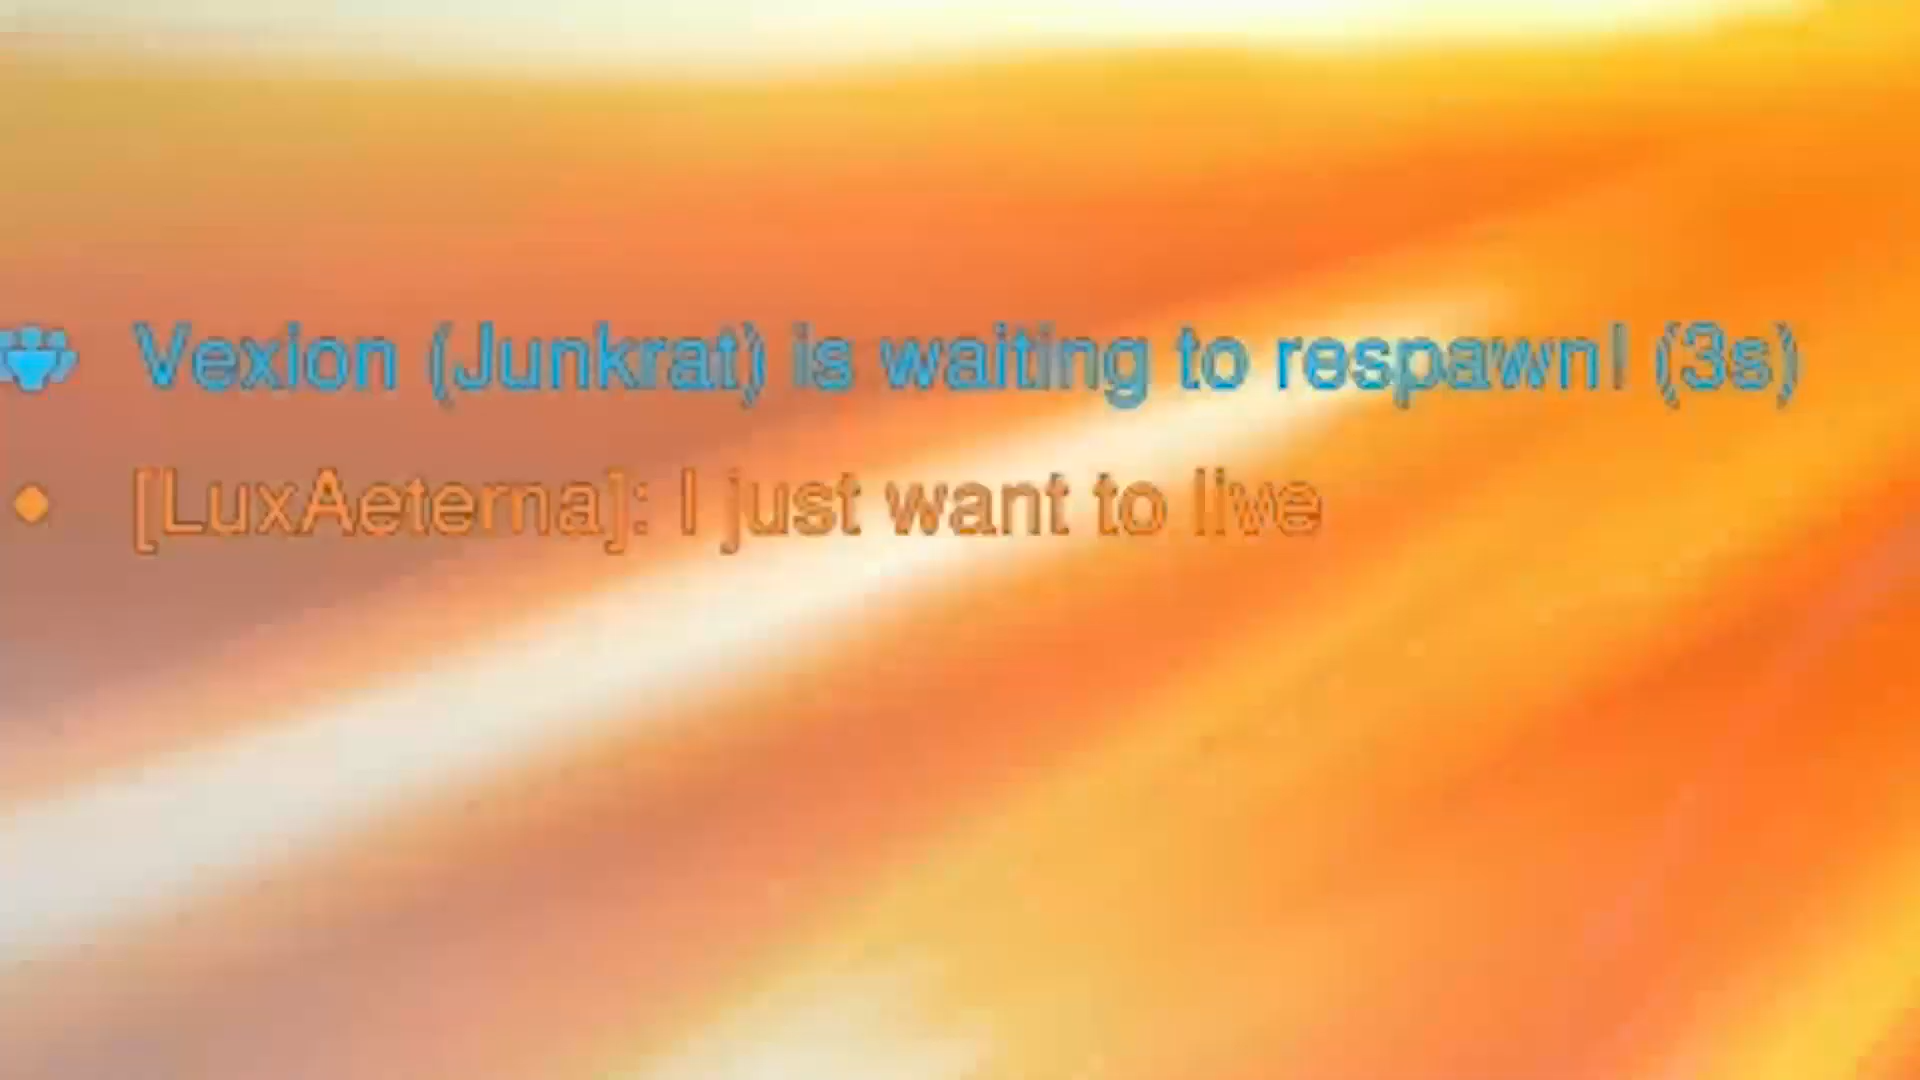 Vexion (Junkrat) is waiting to respawn! (3s)
[LuxAeterna]: I just want to live